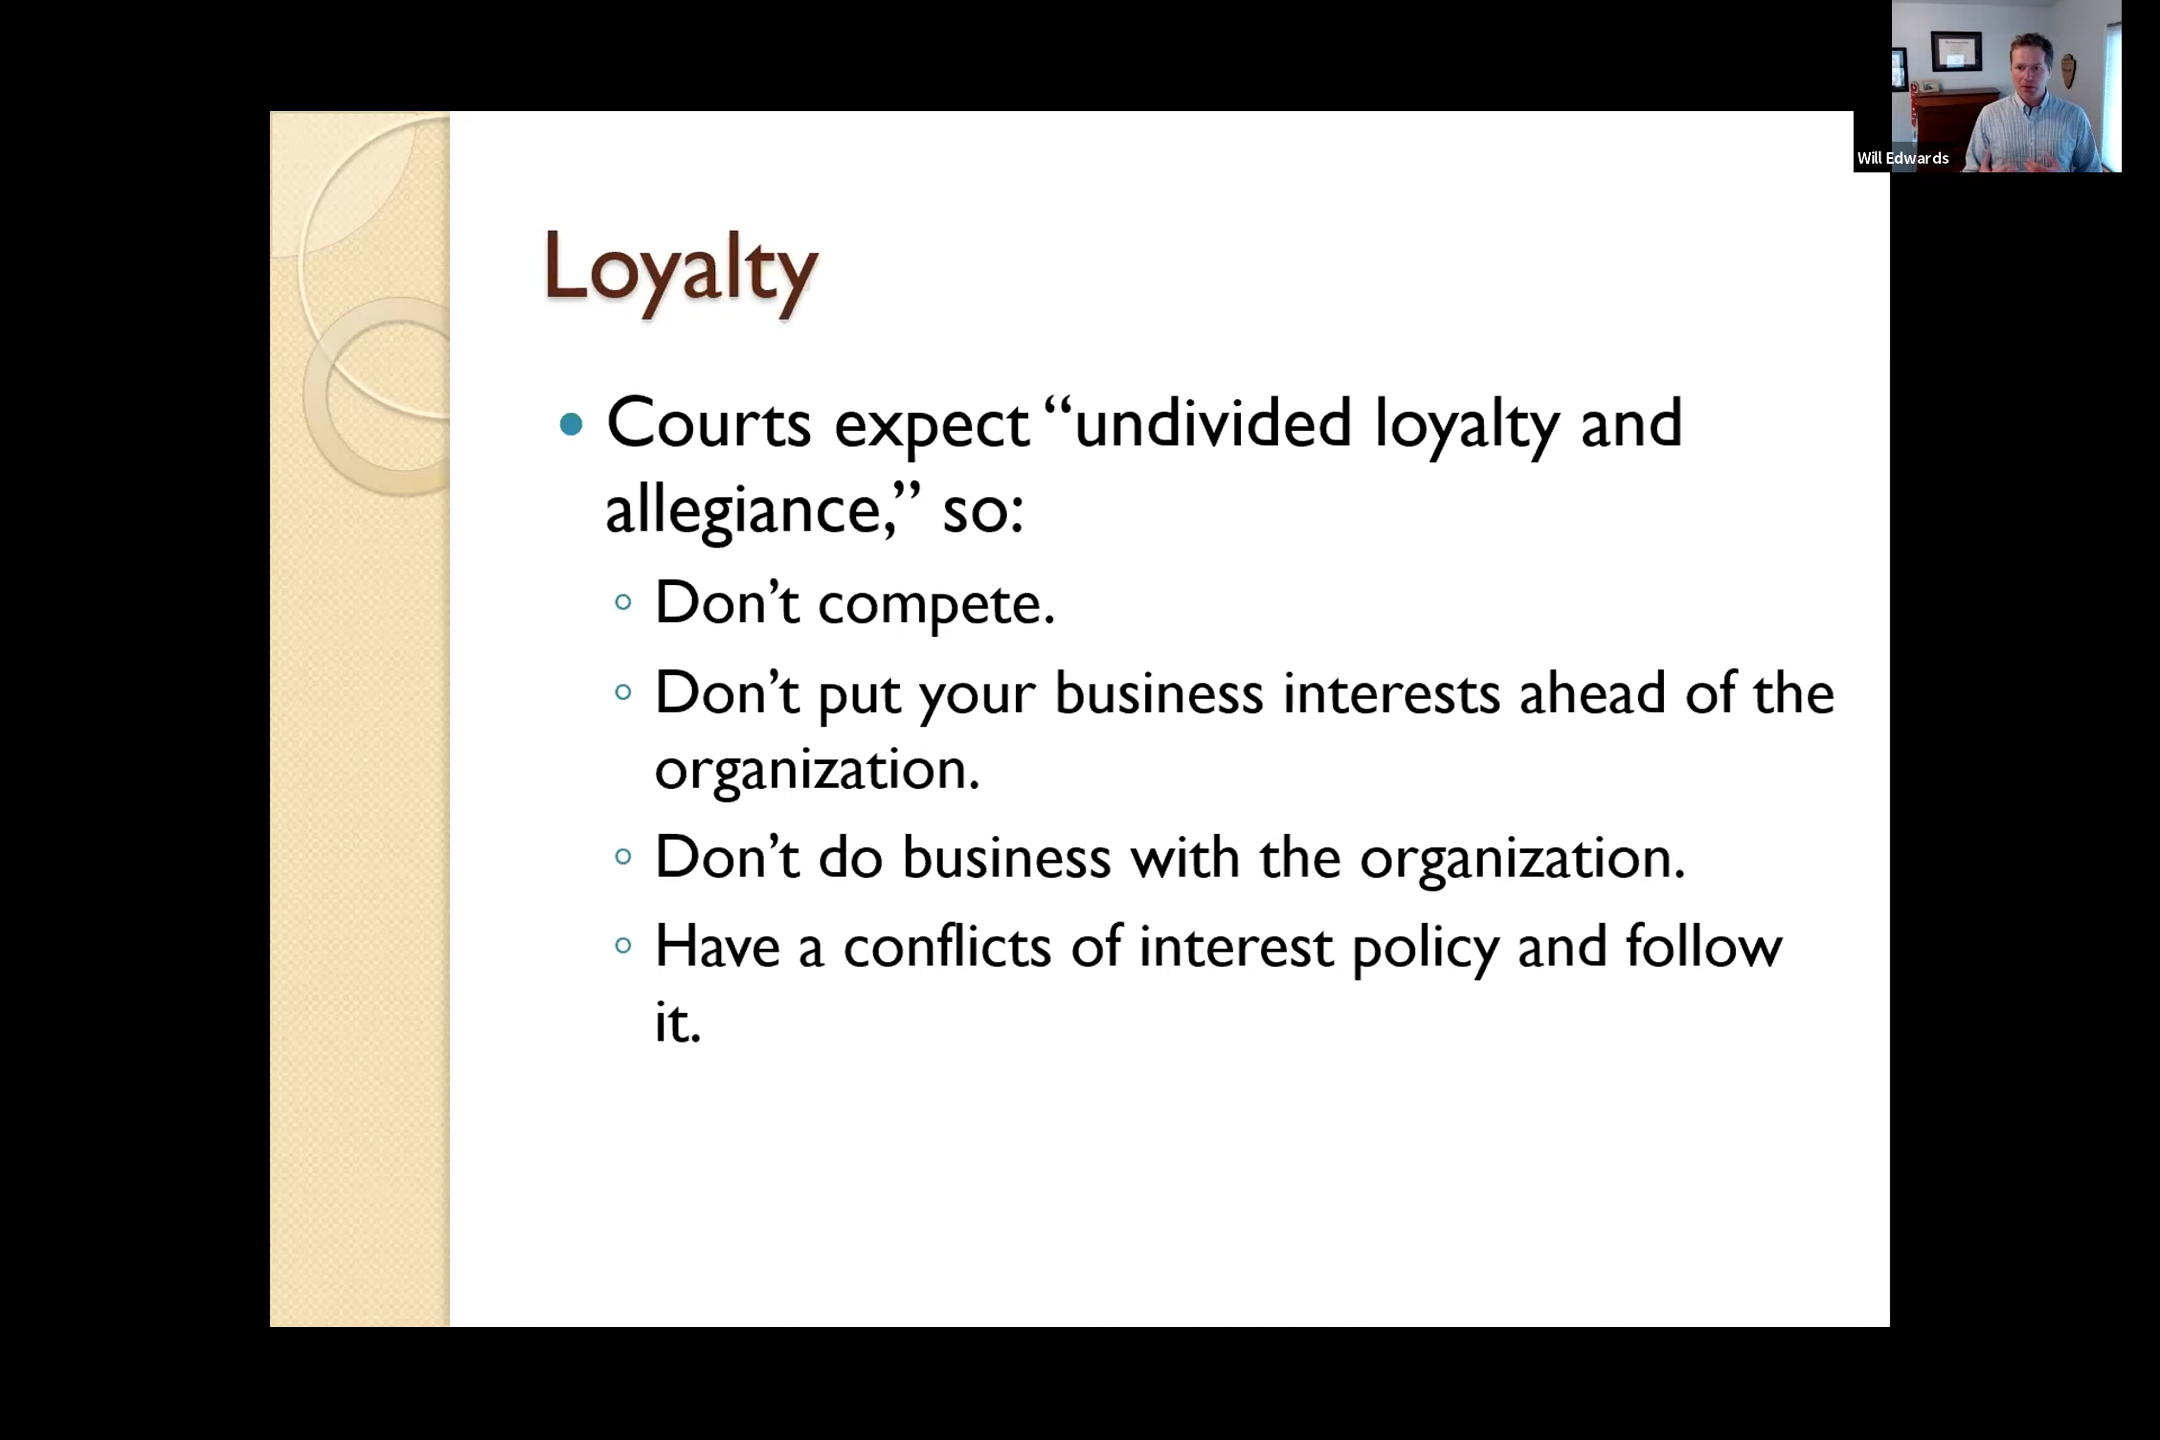 Will Edwards
Loyalty
• Courts expect “undivided loyalty and
allegiance,” so:
◦ Don’t compete.
◦ Don’t put your business interests ahead of the
organization.
◦ Don’t do business with the organization.
◦ Have a conflicts of interest policy and follow
it.